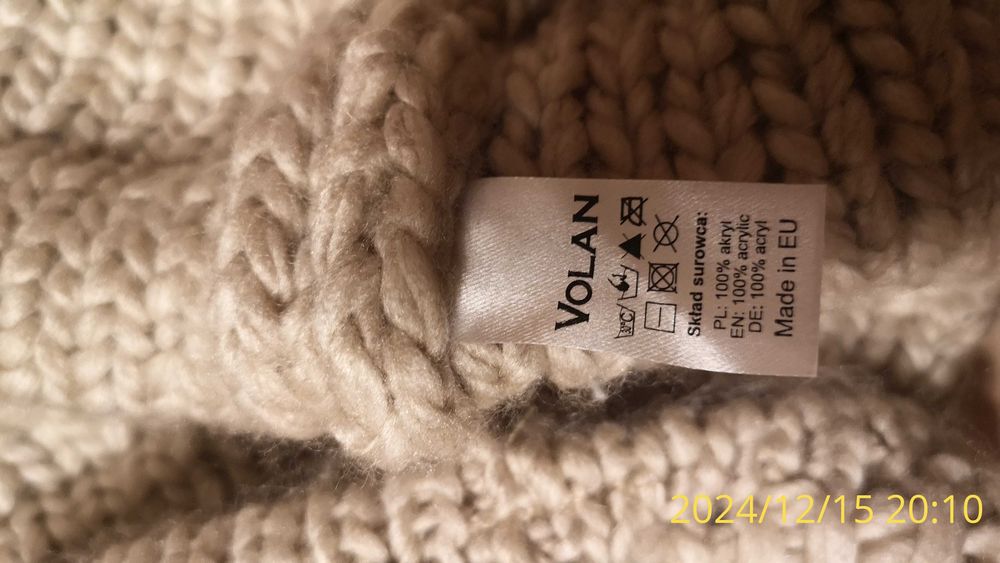 VOLAN
Skład surowca:
PL: 100% akryl
EN: 100% acrylic
DE: 100% acryl
Made in EU
2024/12/15 20:10